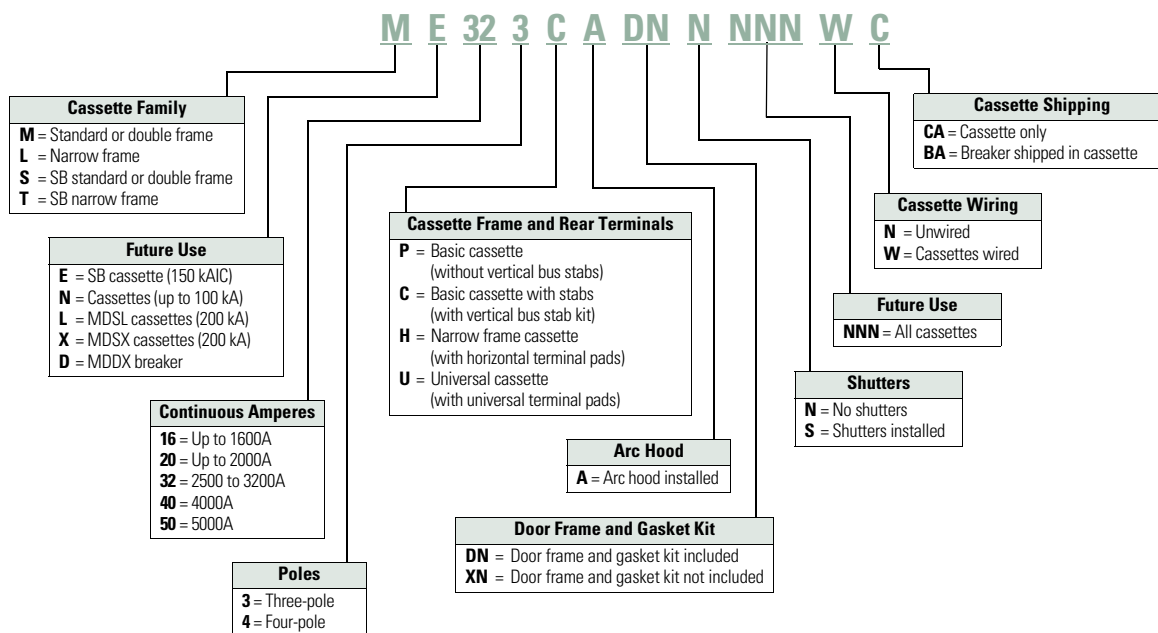 M E 32 3 C A DN N NNN W C
Cassette Family
M = Standard or double frame
L = Narrow frame
S = SB standard or double frame
T = SB narrow frame
Future Use
E = SB cassette (150 kAIC)
N = Cassettes (up to 100 kA)
L = MDSL cassettes (200 kA)
X = MDSX cassettes (200 kA)
D = MDDX breaker
Continuous Amperes
16 = Up to 1600A
20 = Up to 2000A
32 = 2500 to 3200A
40 = 4000A
50 = 5000A
Poles
3 = Three-pole
4 = Four-pole
Cassette Frame and Rear Terminals
P = Basic cassette
(without vertical bus stabs)
C = Basic cassette with stabs
(with vertical bus stab kit)
H = Narrow frame cassette
(with horizontal terminal pads)
U = Universal cassette
(with universal terminal pads)
Arc Hood
A = Arc hood installed
Door Frame and Gasket Kit
DN = Door frame and gasket kit included
XN = Door frame and gasket kit not included
Shutters
N = No shutters
S = Shutters installed
Future Use
NNN = All cassettes
Cassette Wiring
N = Unwired
W = Cassettes wired
Cassette Shipping
CA = Cassette only
BA = Breaker shipped in cassette